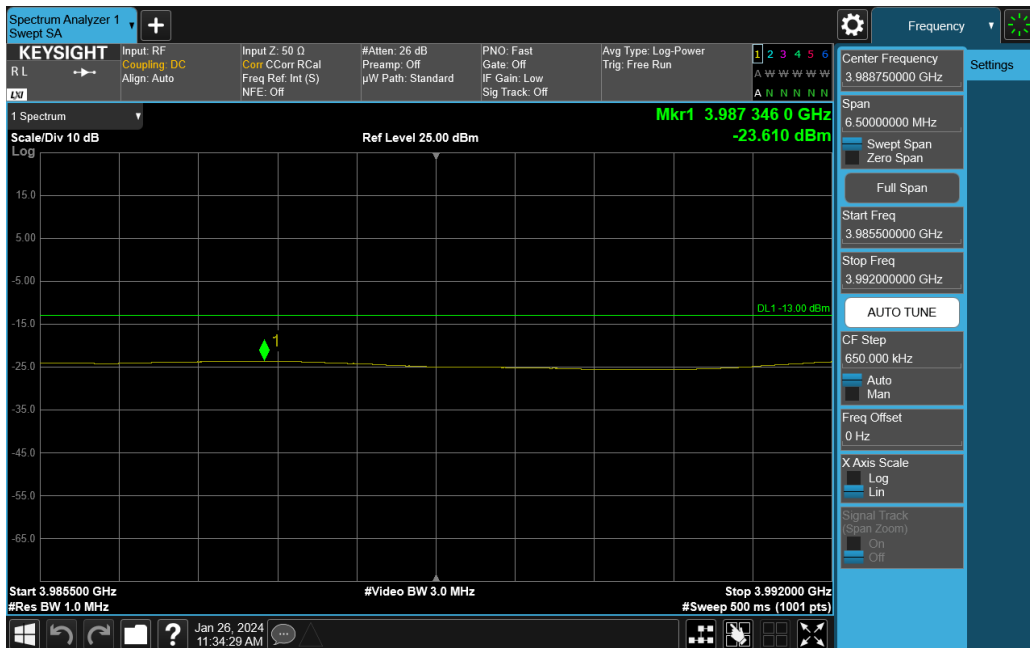 Spectrum Analyzer 1
Swept SA
Frequency
KEYSIGHT
R L
LXI
Input: RF
Coupling: DC
Align: Auto
Input Z: 50 Ω
Corr CCorr RCal
Freq Ref: Int (S)
NFE: Off
#Atten: 26 dB
Preamp: Off
µW Path: Standard
PNO: Fast
Gate: Off
IF Gain: Low
Sig Track: Off
Avg Type: Log-Power
Trig: Free Run
1 2 3 4 5 6
A W W W W W
A N N N N N
1 Spectrum
Scale/Div 10 dB
Log
Ref Level 25.00 dBm
Mkr1 3.987 346 0 GHz
-23.610 dBm
15.0
5.00
-5.00
-15.0
-25.0
-35.0
-45.0
-55.0
-65.0
DL1 -13.00 dBm
1
Start 3.985500 GHz
#Res BW 1.0 MHz
#Video BW 3.0 MHz
Stop 3.992000 GHz
#Sweep 500 ms (1001 pts)
Jan 26, 2024
11:34:29 AM
Center Frequency
3.988750000 GHz
Settings
Span
6.50000000 MHz
Swept Span
Zero Span
Full Span
Start Freq
3.985500000 GHz
Stop Freq
3.992000000 GHz
AUTO TUNE
CF Step
650.000 kHz
Auto
Man
Freq Offset
0 Hz
X Axis Scale
Log
Lin
Signal Track
(Span Zoom)
On
Off